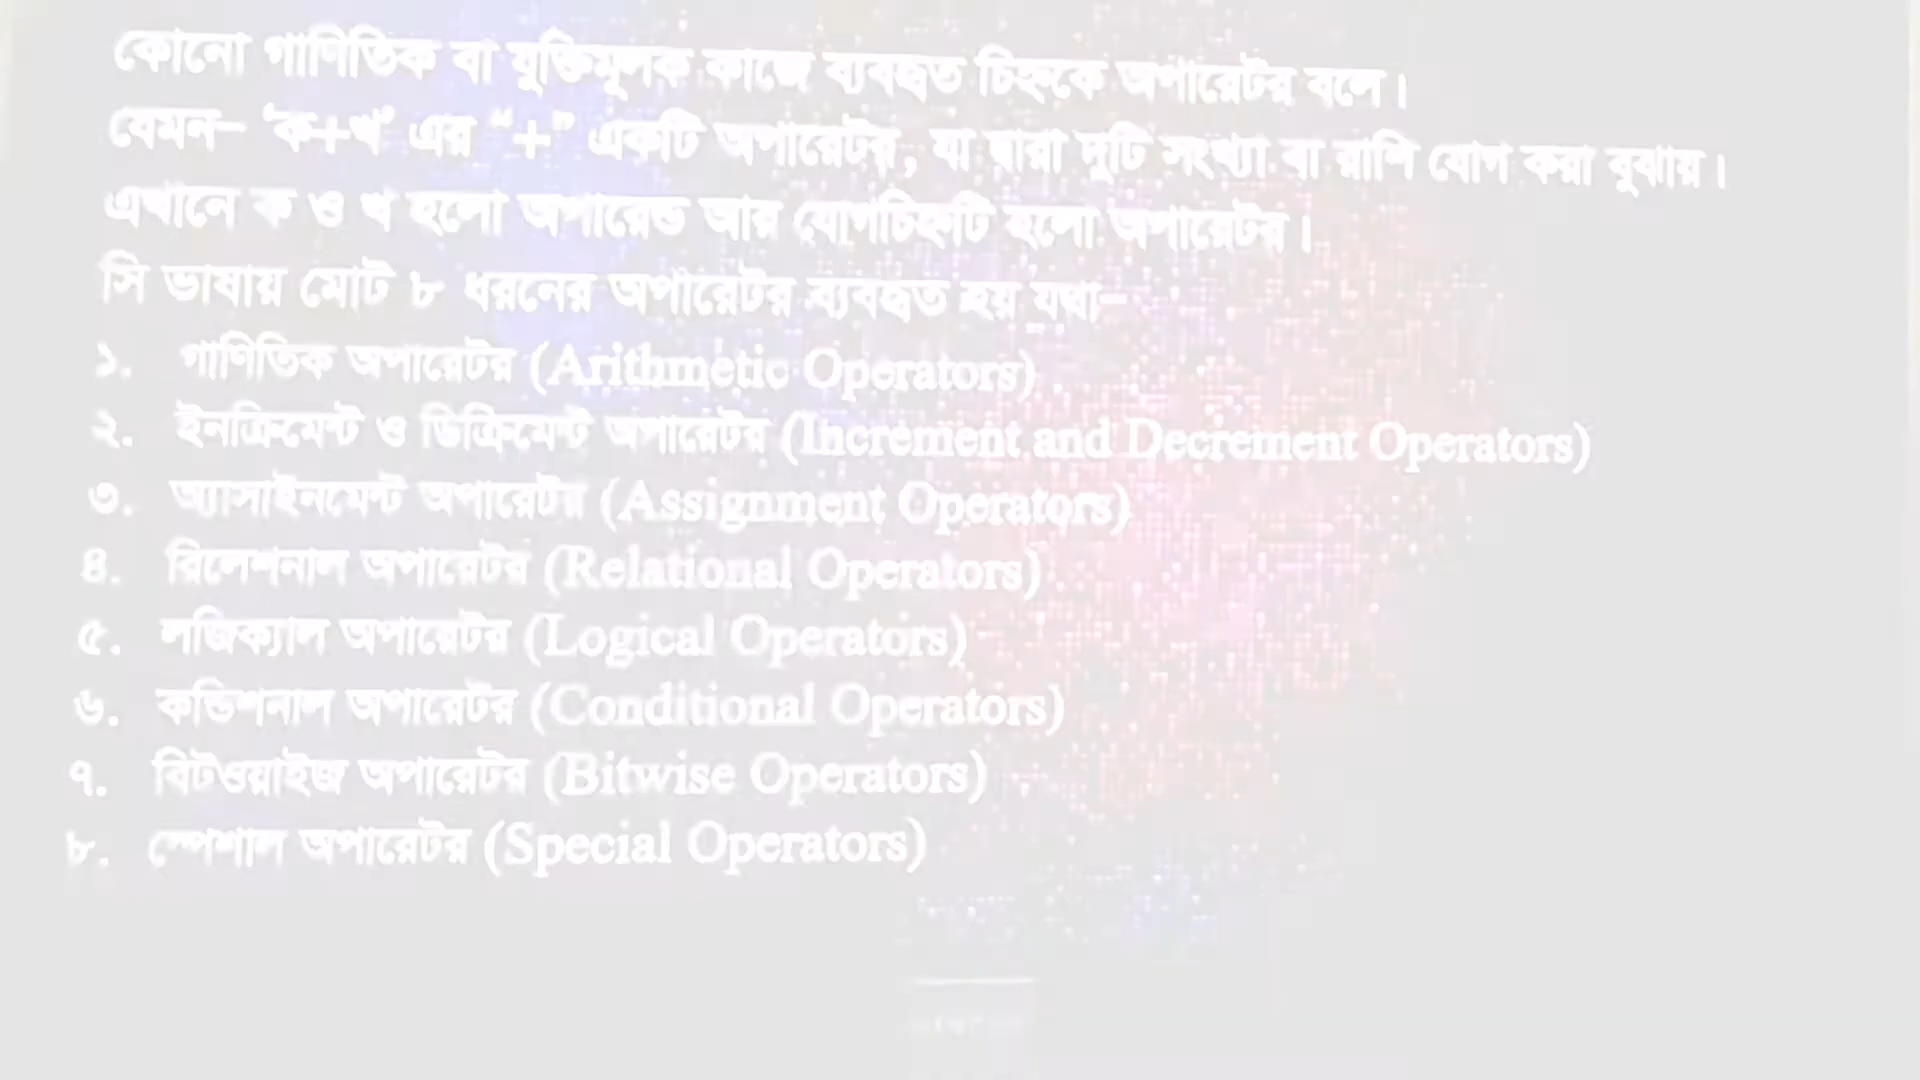 কোনো গাণিতিক বা যুক্তিমূলক কাজে ব্যবহৃত চিহ্নকে অপারেটর বলে।
যেমন– ‘ক+খ’ এর “+” একটি অপারেটর, যা দ্বারা দুটি সংখ্যা বা রাশি যোগ করা বুঝায়।
এখানে ক ও খ হলো অপারেন্ড আর যোগচিহ্নটি হলো অপারেটর।
সি ভাষায় মোট ৮ ধরনের অপারেটর ব্যবহৃত হয় যথা–
১. গাণিতিক অপারেটর (Arithmetic Operators)
২. ইনক্রিমেন্ট ও ডিক্রিমেন্ট অপারেটর (Increment and Decrement Operators)
৩. অ্যাসাইনমেন্ট অপারেটর (Assignment Operators)
৪. রিলেশনাল অপারেটর (Relational Operators)
৫. লজিক্যাল অপারেটর (Logical Operators)
৬. কন্ডিশনাল অপারেটর (Conditional Operators)
৭. বিটওয়াইজ অপারেটর (Bitwise Operators)
৮. স্পেশাল অপারেটর (Special Operators)